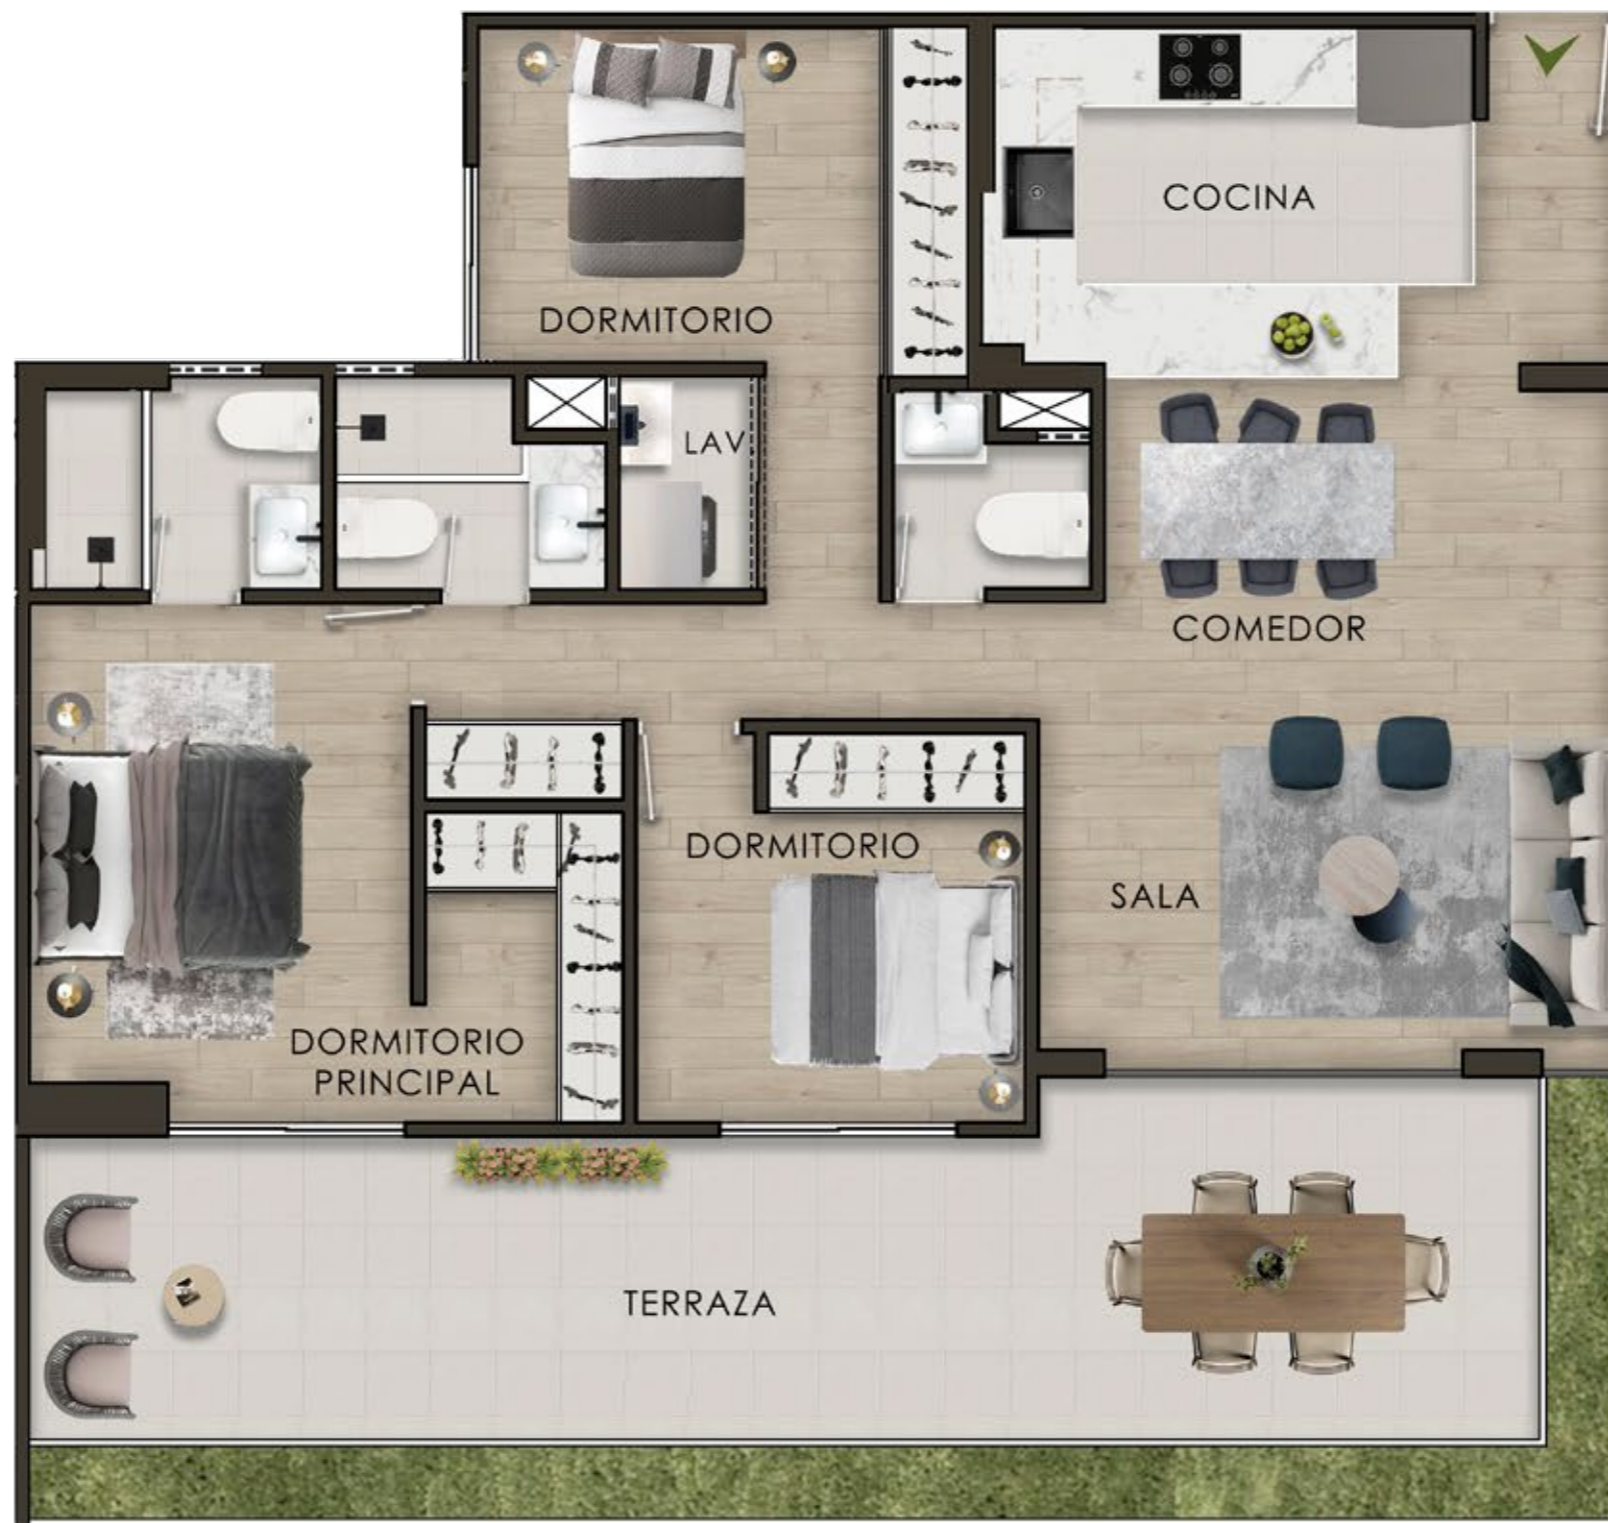 COCINA
DORMITORIO
LAV
COMEDOR
DORMITORIO
SALA
DORMITORIO
PRINCIPAL
TERRAZA